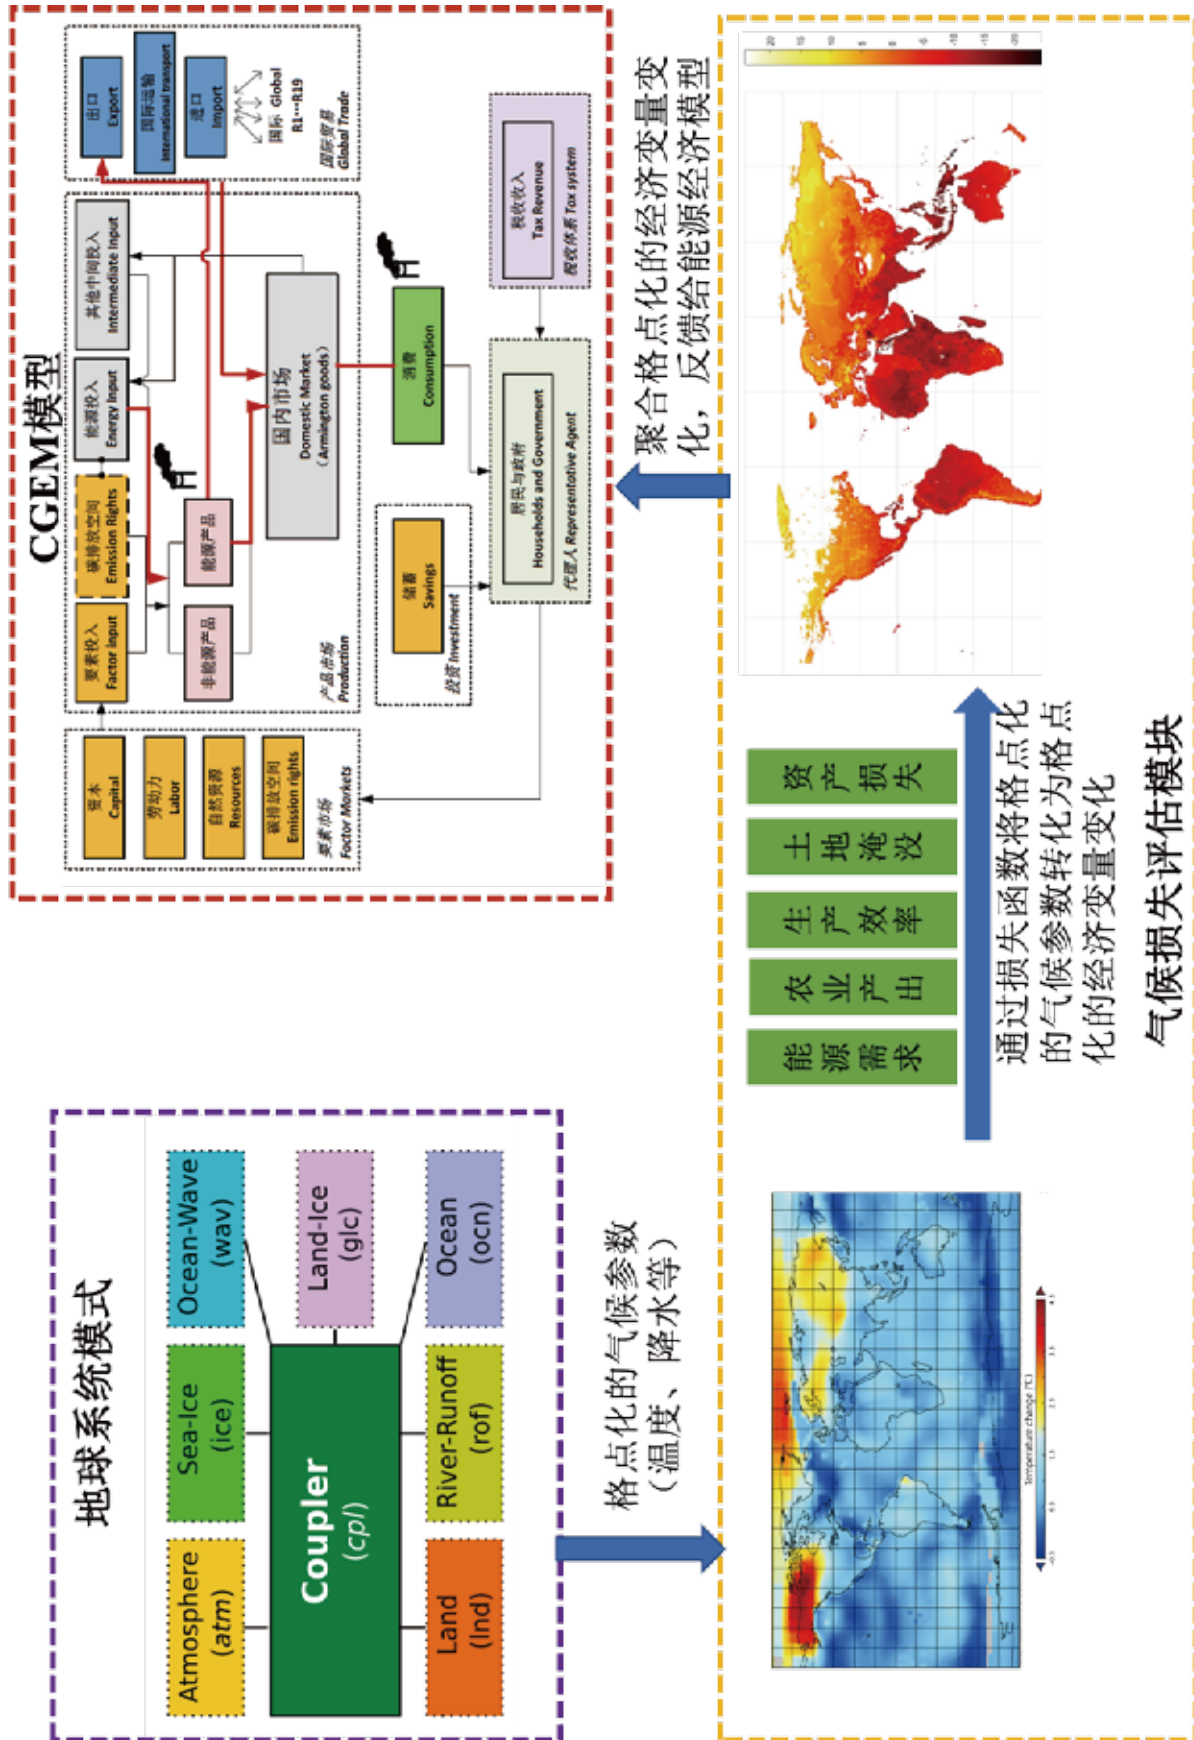 地球系统模式
Atmosphere
(atm)
Sea-Ice
(ice)
Ocean-Wave
(wav)
Coupler
(cpl)
Land-Ice
(glc)
Land
(lnd)
River-Runoff
(rof)
Ocean
(ocn)
格点化的气候参数
（温度、降水等）
CGEM模型
资本
Capital
劳动力
Labor
自然资源
Resources
碳排放空间
Emission rights
要素市场
Factor Markets
要素投入
Factor input
碳排放空间
Emission Rights
能源投入
Energy Input
其他中间投入
Intermediate Input
非能源产品
能源产品
产品市场
Production
国内市场
Domestic Market
（Armington goods）
出口
Export
国际运输
International transport
进口
Import
国际 Global
R1···R19
国际贸易
Global Trade
储蓄
Savings
投资 Investment
消费
Consumption
居民与政府
Households and Government
代理人 Representative Agent
税收收入
Tax Revenue
税收体系 Tax system
聚合格点化的经济变量变
化，反馈给能源经济模型
Temperature change (°C)
能源需求
农业产出
生产效率
土地淹没
资产损失
通过损失函数将格点化
的气候参数转化为格点
化的经济变量变化
20
10
5
-5
-10
-20
气候损失评估模块